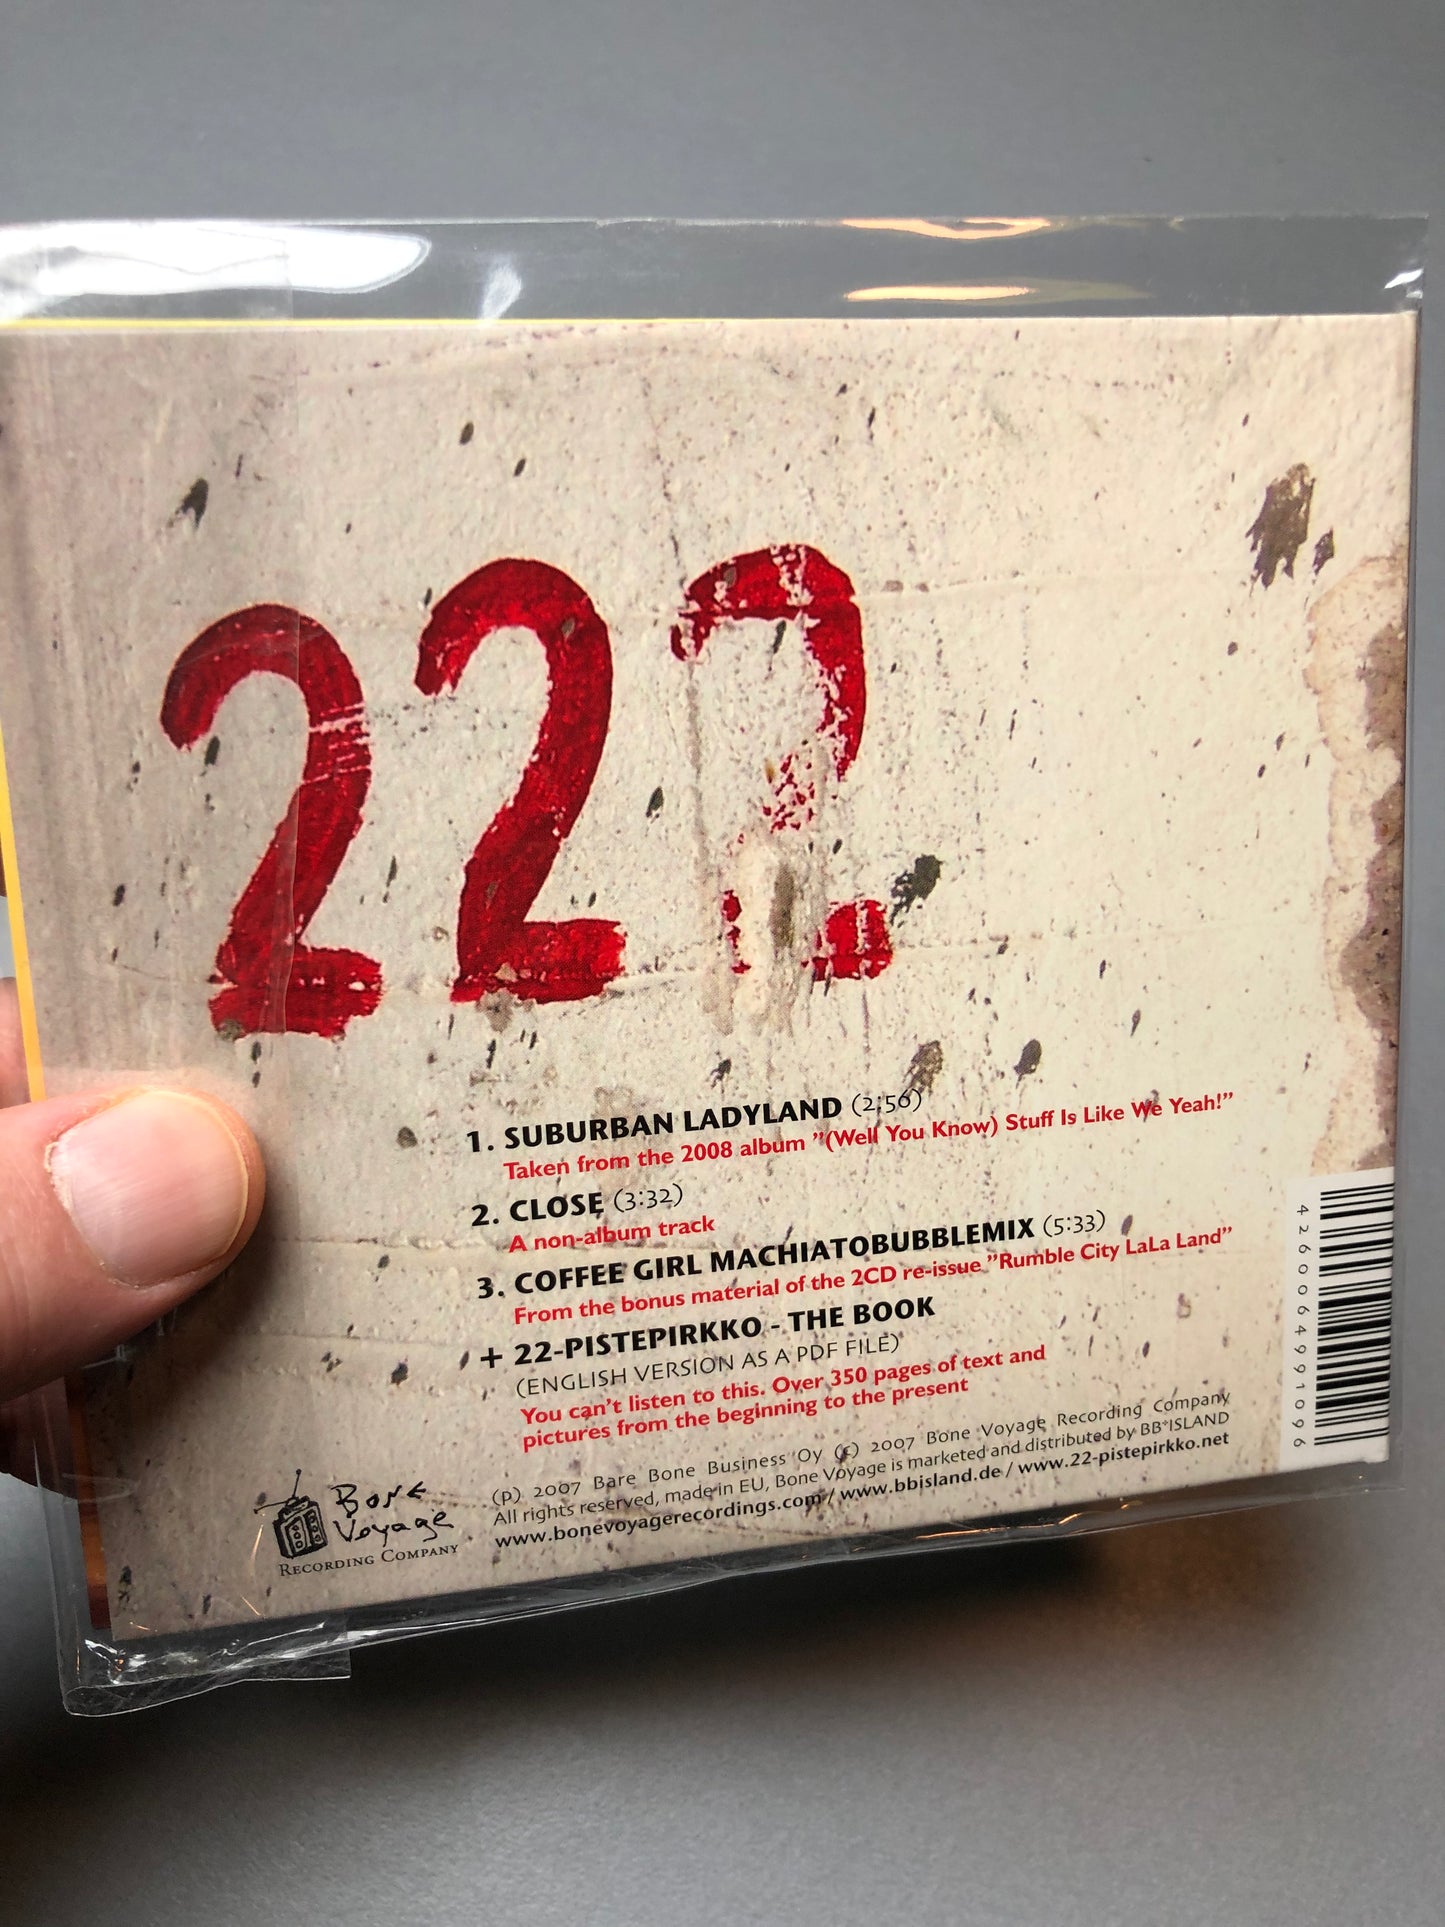 222
1. SUBURBAN LADYLAND (2:56)
Taken from the 2008 album ”(Well You Know) Stuff Is Like We Yeah!”
2. CLOSE (3:32)
A non-album track
3. COFFEE GIRL MACHIATOBUBBLEMIX (5:33)
From the bonus material of the 2CD re-issue ”Rumble City LaLa Land”
+ 22-PISTEPIRKKO - THE BOOK
(ENGLISH VERSION AS A PDF FILE)
You can't listen to this. Over 350 pages of text and
pictures from the beginning to the present
(p) 2007 Bare Bone Business Oy (c) 2007 Bone Voyage Recording Company
All rights reserved, made in EU, Bone Voyage is marketed and distributed by BB*ISLAND
www.bonevoyagerecordings.com / www.bbisland.de / www.22-pistepirkko.net
Bone
Voyage
RECORDING COMPANY
4260064991096